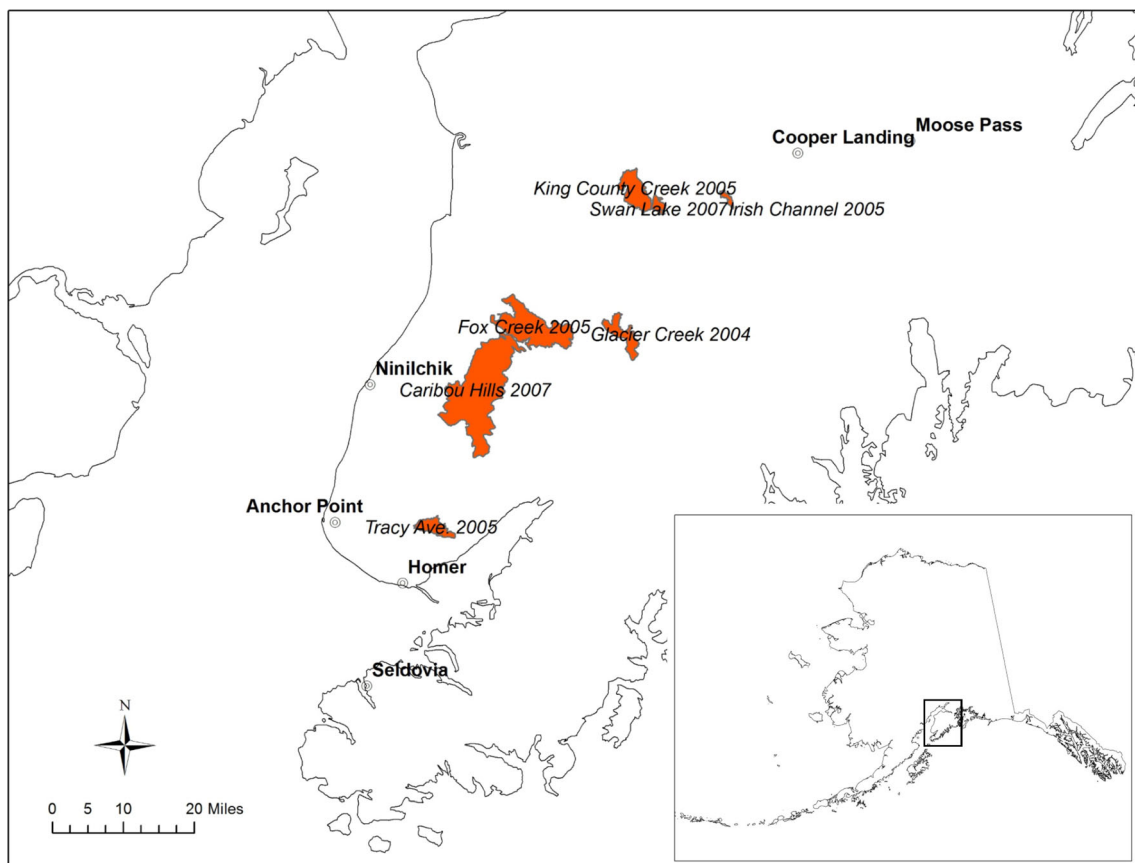 Moose Pass
Cooper Landing
King County Creek 2005
Swan Lake 2007
Irish Channel 2005
Fox Creek 2005
Glacier Creek 2004
Ninilchik
Caribou Hills 2007
Anchor Point
Tracy Ave. 2005
Homer
Seldovia
N
0 5 10 20 Miles